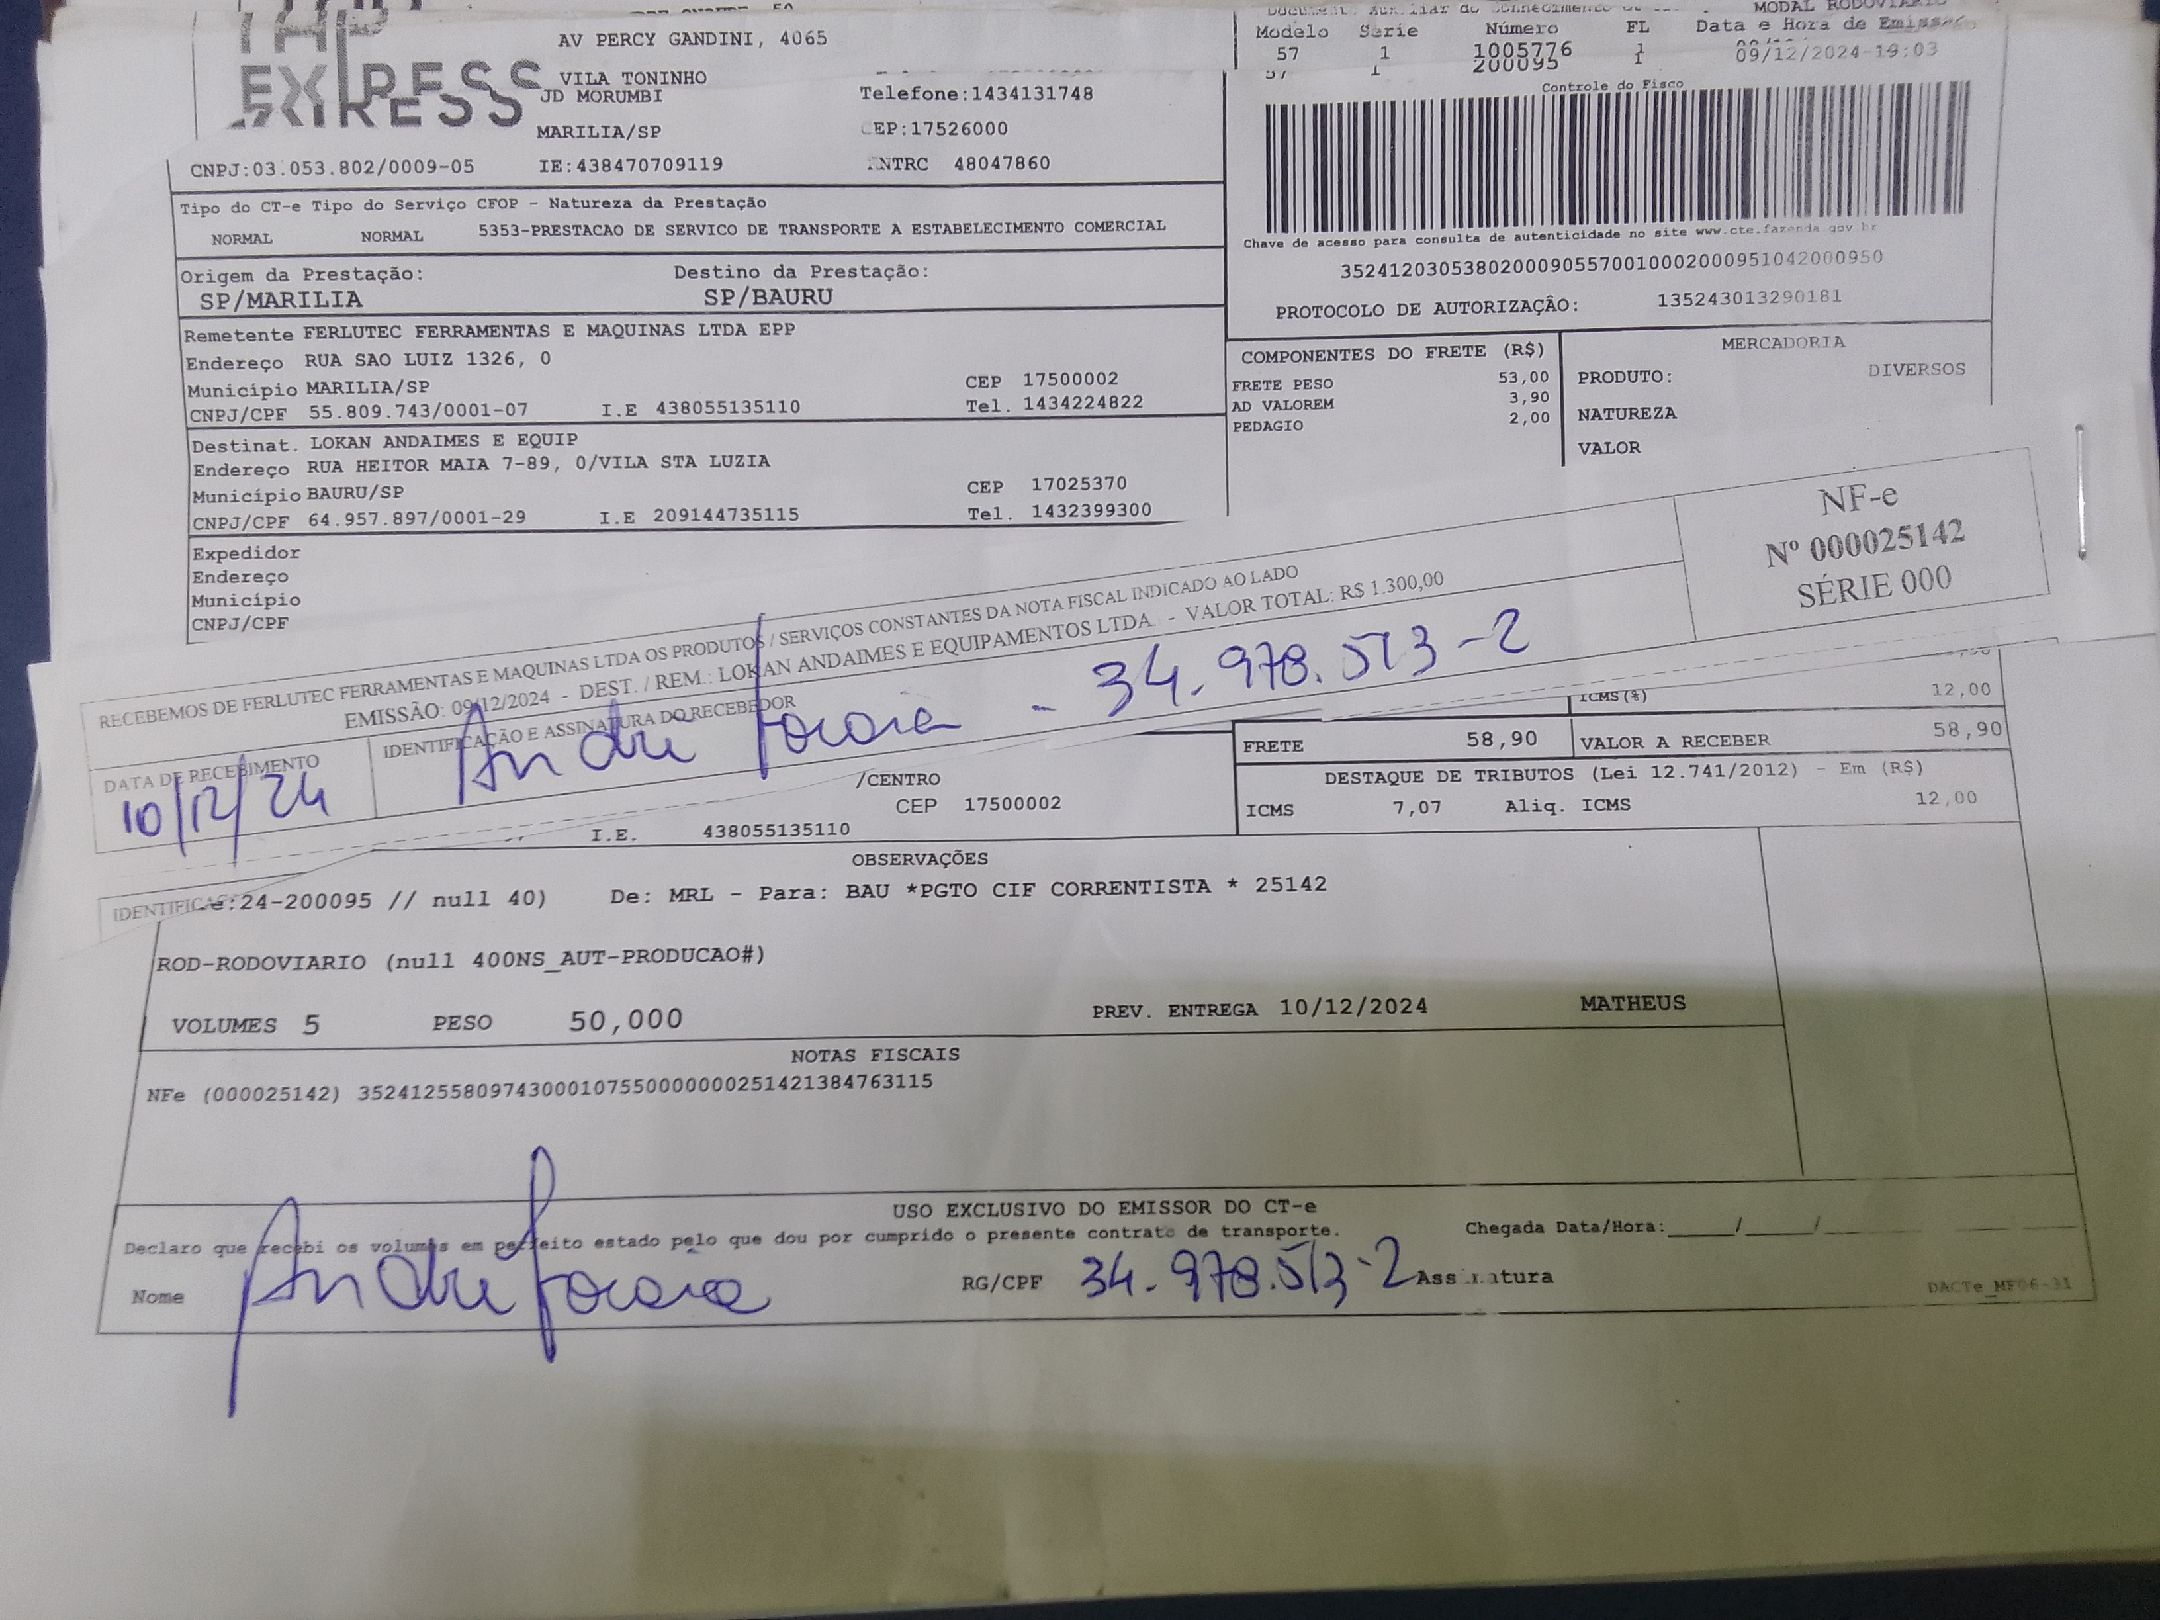 EXPRESS
AV PERCY GANDINI, 4065
VILA TONINHO
JD MORUMBI
Telefone:1434131748
MARILIA/SP CEP:17526000
CNPJ:03.053.802/0009-05 IE:438470709119 RNTRC 48047860
MODAL RODOVIARIO
Modelo Série Número FL Data e Hora de Emissão
57 1 1005776 1
57 1 200095 1 09/12/2024-19:03
Controle do Fisco
Chave de acesso para consulta de autenticidade no site www.cte.fazenda.gov.br
35241203053802000905570010002000951042000950
PROTOCOLO DE AUTORIZAÇÃO: 135243013290181
Tipo do CT-e Tipo do Serviço CFOP - Natureza da Prestação
NORMAL NORMAL 5353-PRESTACAO DE SERVICO DE TRANSPORTE A ESTABELECIMENTO COMERCIAL
Origem da Prestação: Destino da Prestação:
SP/MARILIA SP/BAURU
Remetente FERLUTEC FERRAMENTAS E MAQUINAS LTDA EPP
Endereço RUA SAO LUIZ 1326, 0
Município MARILIA/SP CEP 17500002
CNPJ/CPF 55.809.743/0001-07 I.E 438055135110 Tel. 1434224822
Destinat. LOKAN ANDAIMES E EQUIP
Endereço RUA HEITOR MAIA 7-89, 0/VILA STA LUZIA
Município BAURU/SP CEP 17025370
CNPJ/CPF 64.957.897/0001-29 I.E 209144735115 Tel. 1432399300
Expedidor
Endereço
Município
CNPJ/CPF
COMPONENTES DO FRETE (R$)
FRETE PESO 53,00
AD VALOREM 3,90
PEDAGIO 2,00
MERCADORIA
PRODUTO: DIVERSOS
NATUREZA
VALOR
RECEBEMOS DE FERLUTEC FERRAMENTAS E MAQUINAS LTDA OS PRODUTOS / SERVIÇOS CONSTANTES DA NOTA FISCAL INDICADO AO LADO
EMISSÃO: 09/12/2024 - DEST. / REM.: LOKAN ANDAIMES E EQUIPAMENTOS LTDA - VALOR TOTAL: R$ 1.300,00
NF-e
Nº 000025142
SÉRIE 000
DATA DE RECEBIMENTO
10/12/24
IDENTIFICAÇÃO E ASSINATURA DO RECEBEDOR
André - 34.978.513-2
ICMS(%) 12,00
FRETE 58,90 VALOR A RECEBER 58,90
DESTAQUE DE TRIBUTOS (Lei 12.741/2012) - Em (R$)
ICMS 7,07 Aliq. ICMS 12,00
/CENTRO
CEP 17500002
I.E. 438055135110
OBSERVAÇÕES
e:24-200095 // null 40) De: MRL - Para: BAU *PGTO CIF CORRENTISTA * 25142
ROD-RODOVIARIO (null 400NS_AUT-PRODUCAO#)
VOLUMES 5 PESO 50,000 PREV. ENTREGA 10/12/2024 MATHEUS
NOTAS FISCAIS
NFe (000025142) 35241255809743000107550000000251421384763115
USO EXCLUSIVO DO EMISSOR DO CT-e
Declaro que recebi os volumes em perfeito estado pelo que dou por cumprido o presente contrato de transporte. Chegada Data/Hora:____/____/
Nome André RG/CPF 34.978.513-2 Assinatura
DACTe_MF06-31